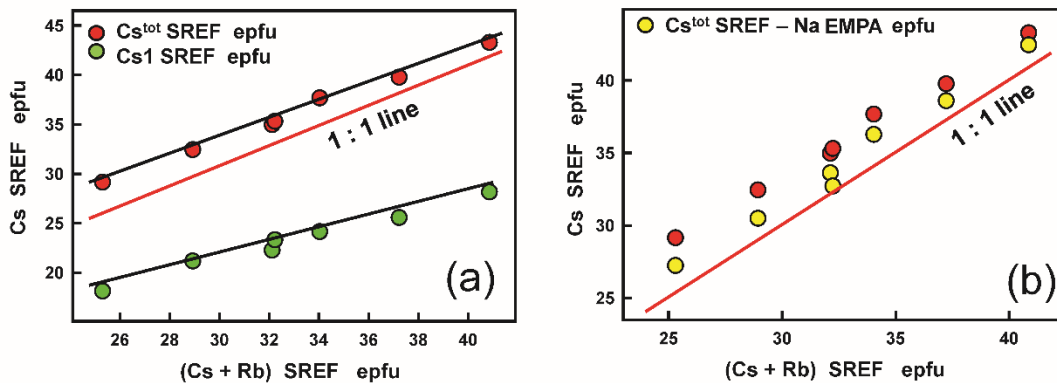 Cs^tot SREF epfu
Cs1 SREF epfu
45
40
35
30
25
20
Cs SREF epfu
1 : 1 line
(a)
26 28 30 32 34 36 38 40
(Cs + Rb) SREF epfu
Cs^tot SREF – Na EMPA epfu
40
35
30
25
Cs SREF epfu
1 : 1 line
(b)
30 35 40
(Cs + Rb) SREF epfu